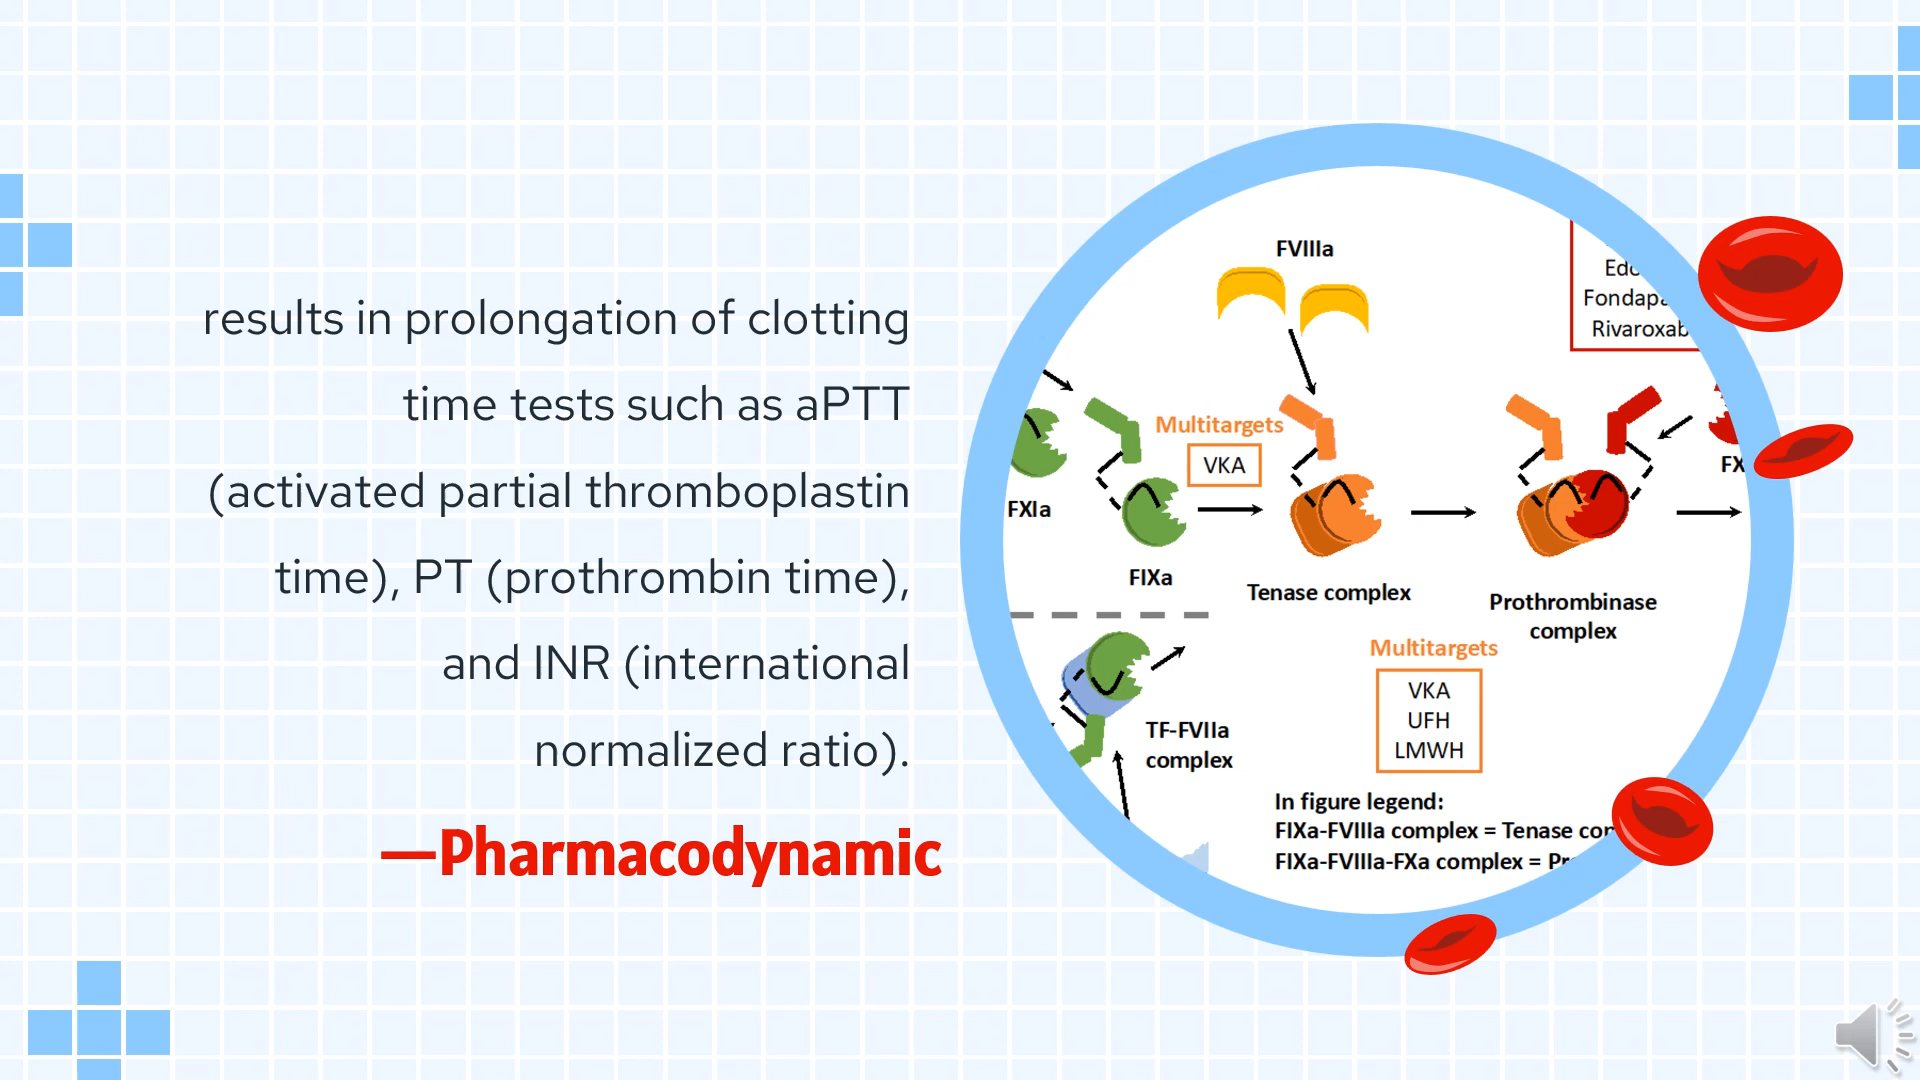 results in prolongation of clotting
time tests such as aPTT
(activated partial thromboplastin
time), PT (prothrombin time),
and INR (international
normalized ratio).
—Pharmacodynamic
FVIIIa
Multitargets
VKA
FXIa
FIXa
Tenase complex
Prothrombinase
complex
Multitargets
VKA
UFH
LMWH
TF-FVIIa
complex
In figure legend:
FIXa-FVIIIa complex = Tenase
FIXa-FVIIIa-FXa complex =